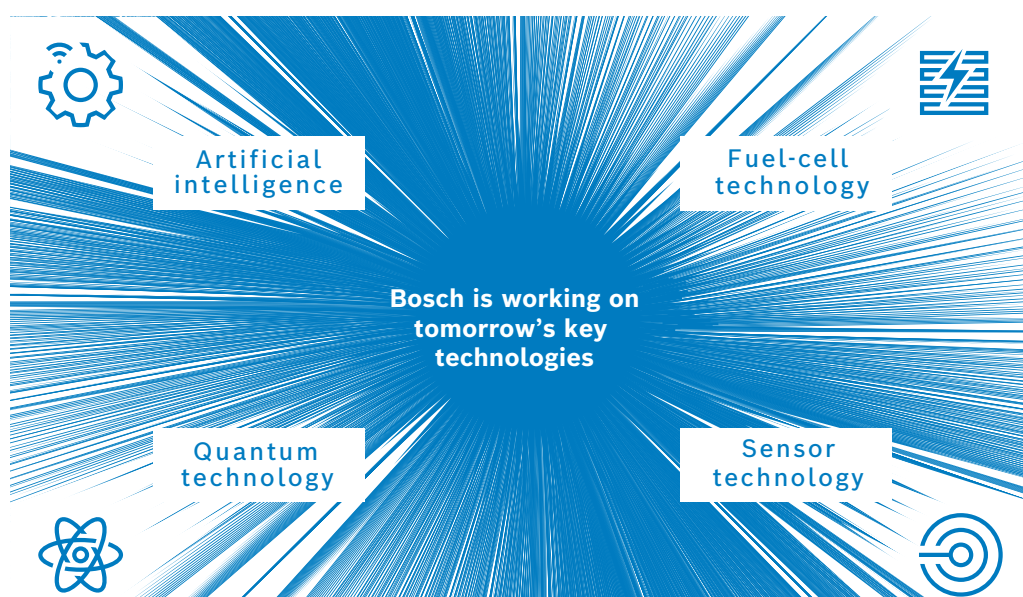 Artificial
intelligence
Fuel-cell
technology
Bosch is working on
tomorrow’s key
technologies
Quantum
technology
Sensor
technology